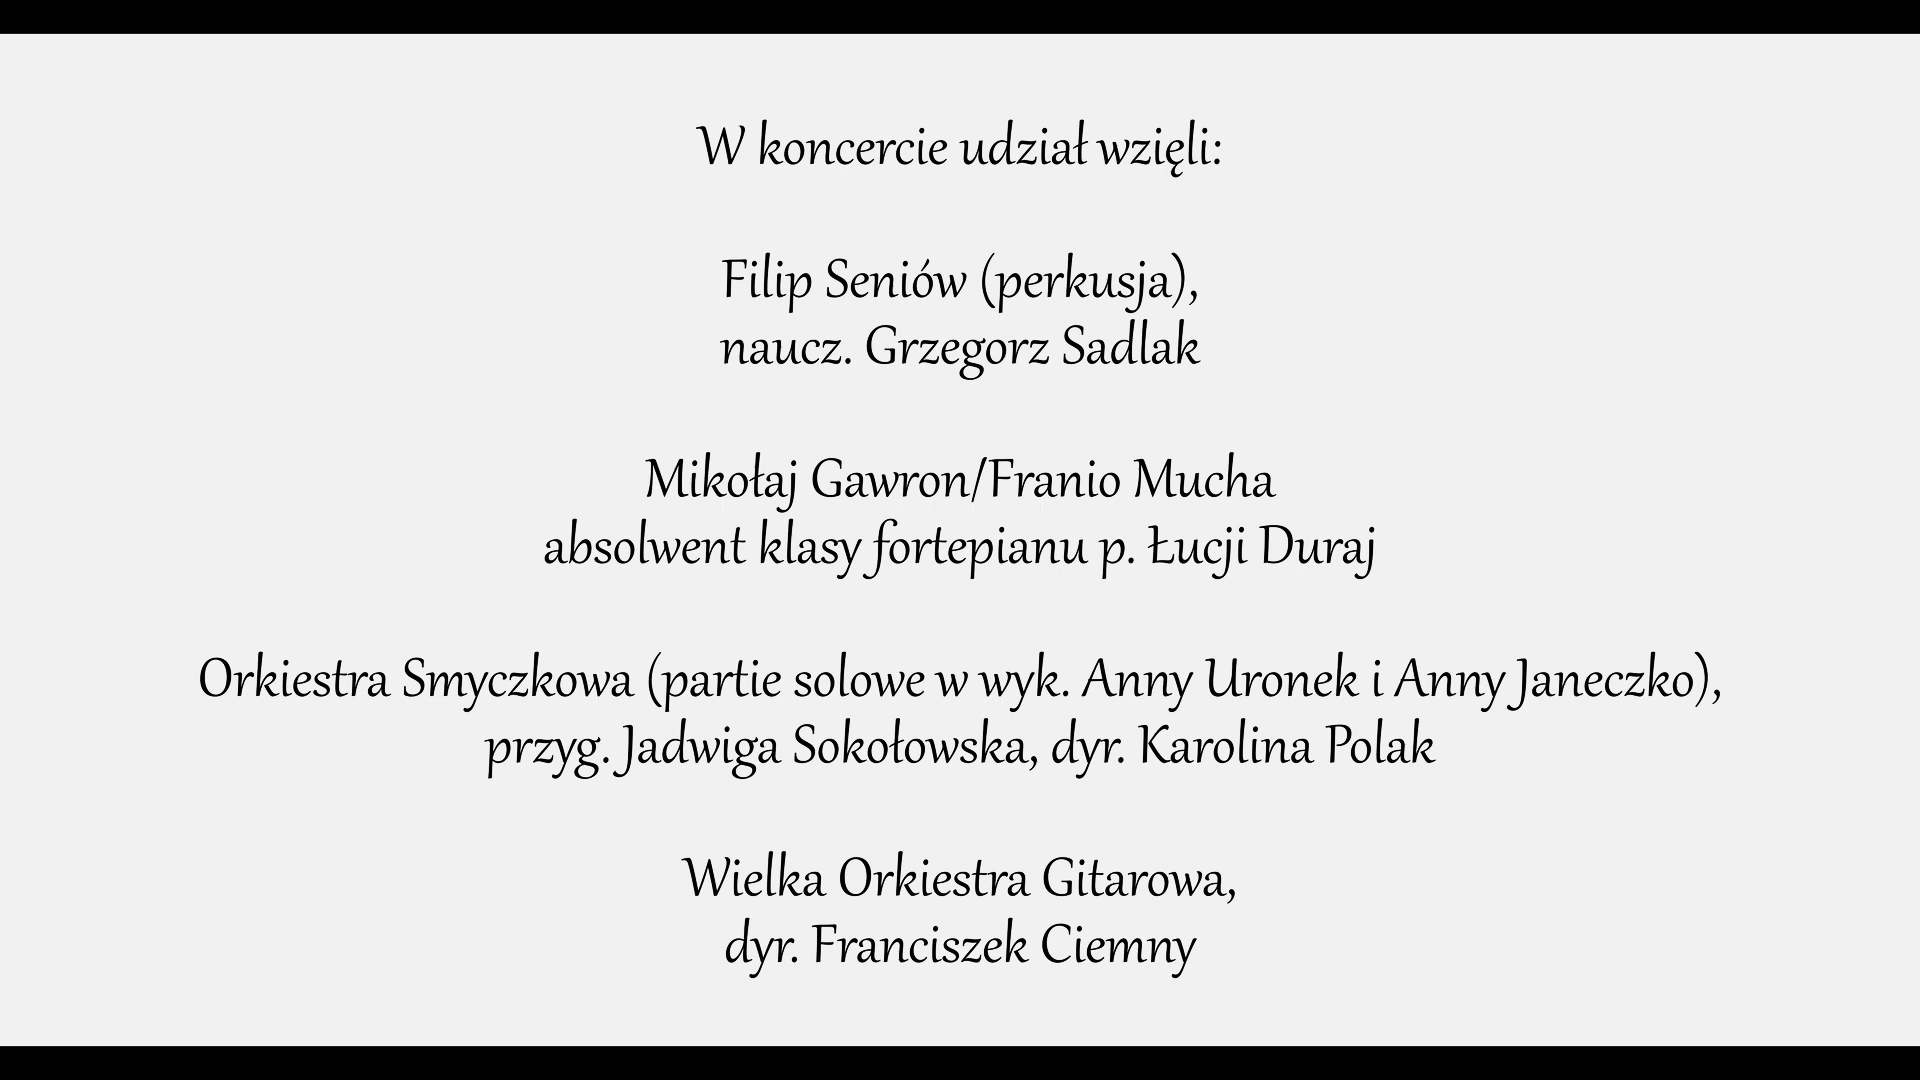 W koncercie udział wzięli:
Filip Seniów (perkusja),
naucz. Grzegorz Sadlak
Mikołaj Gawron/Franio Mucha
absolwent klasy fortepianu p. Łucji Duraj
Orkiestra Smyczkowa (partie solowe w wyk. Anny Uronek i Anny Janeczko),
przyg. Jadwiga Sokołowska, dyr. Karolina Polak
Wielka Orkiestra Gitarowa,
dyr. Franciszek Ciemny